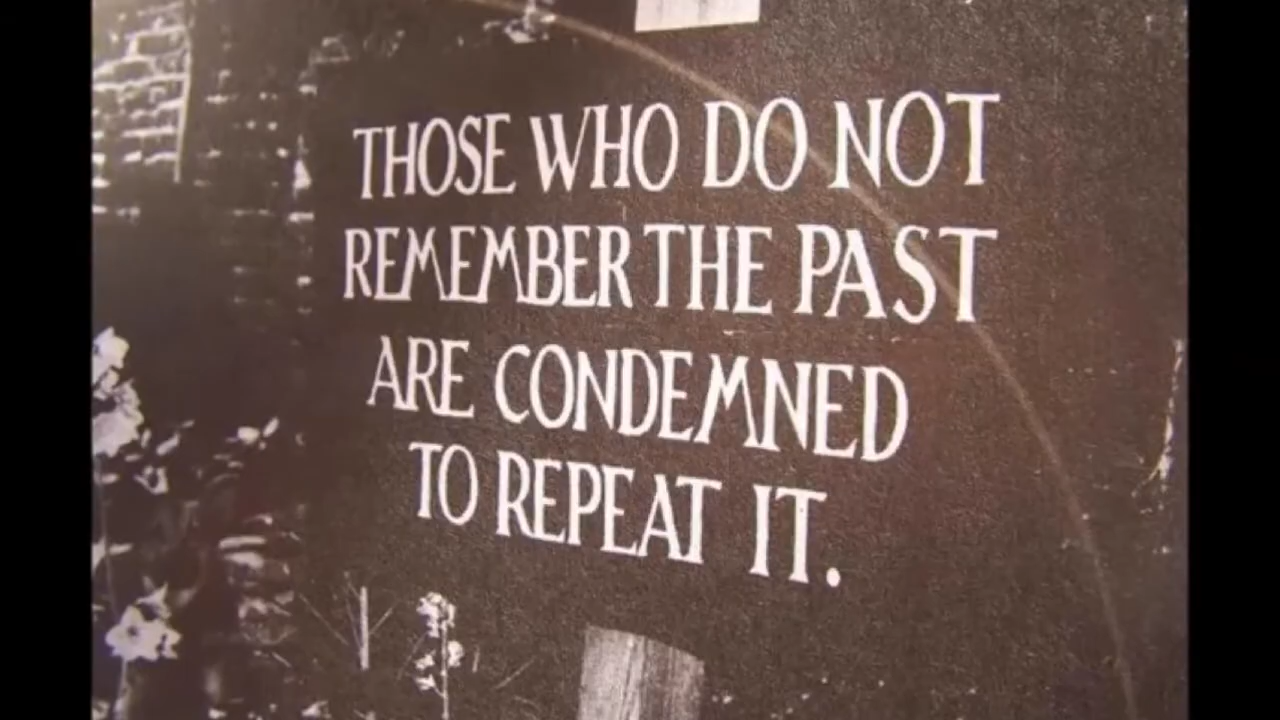 THOSE WHO DO NOT
REMEMBER THE PAST
ARE CONDEMNED
TO REPEAT IT.